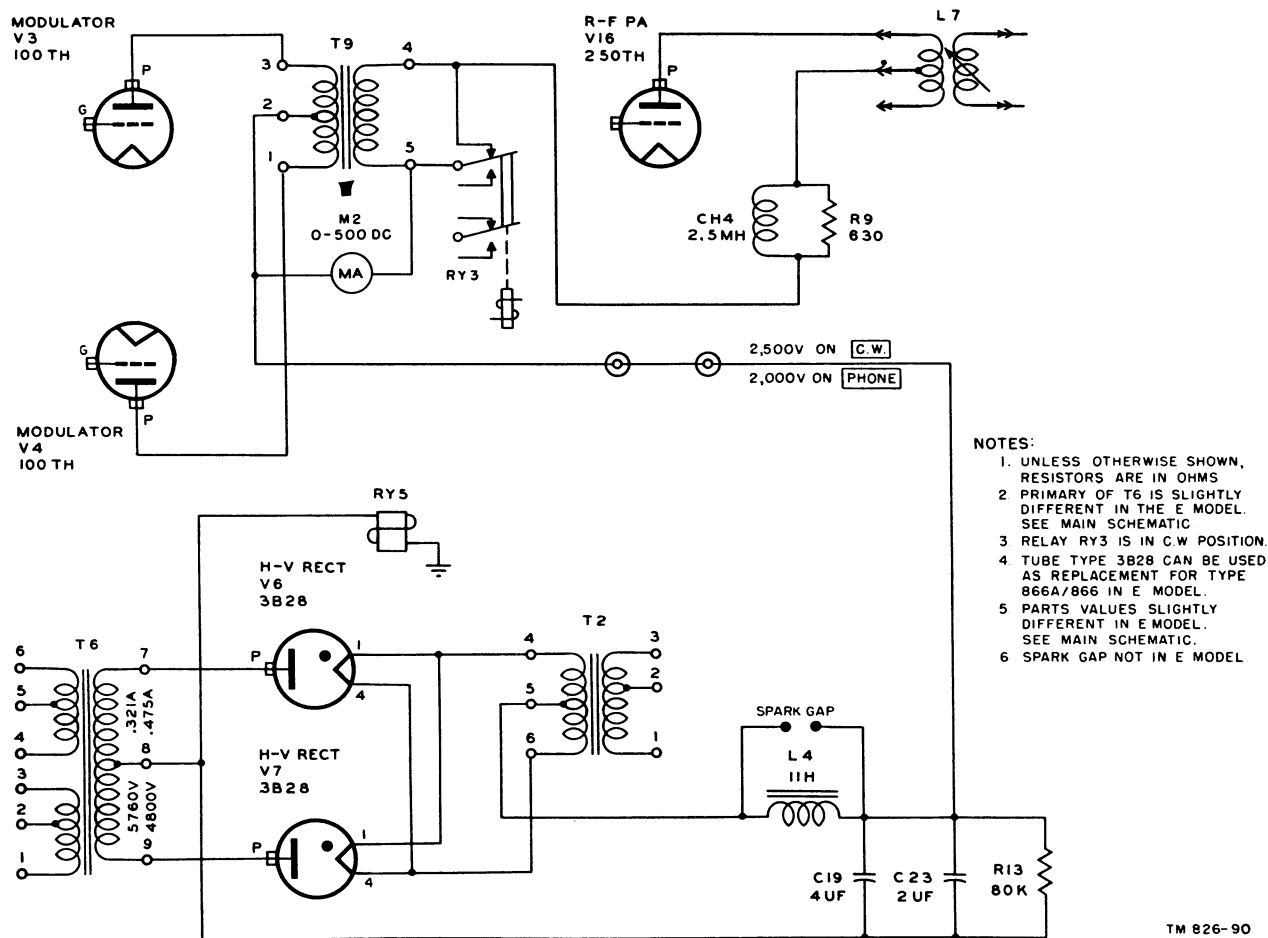 MODULATOR
V3
100 TH
P
G
T9
3
2
1
4
5
M2
0-500 DC
MA
RY3
R-F PA
V16
250TH
P
L7
CH4
2.5MH
R9
630
G
P
MODULATOR
V4
100 TH
2,500V ON C.W.
2,000V ON PHONE
NOTES:
1. UNLESS OTHERWISE SHOWN,
RESISTORS ARE IN OHMS
2. PRIMARY OF T6 IS SLIGHTLY
DIFFERENT IN THE E MODEL.
SEE MAIN SCHEMATIC
3. RELAY RY3 IS IN C.W POSITION.
4. TUBE TYPE 3B28 CAN BE USED
AS REPLACEMENT FOR TYPE
866A/866 IN E MODEL.
5. PARTS VALUES SLIGHTLY
DIFFERENT IN E MODEL.
SEE MAIN SCHEMATIC.
6 SPARK GAP NOT IN E MODEL
RY5
H-V RECT
V6
3B28
P
1
4
T6
6
5
4
3
2
1
7
8
9
.321A
.475A
5760V
4800V
H-V RECT
V7
3B28
P
1
4
T2
4
5
6
3
2
1
SPARK GAP
L4
11H
C19
4UF
C23
2UF
R13
80K
TM 826-90